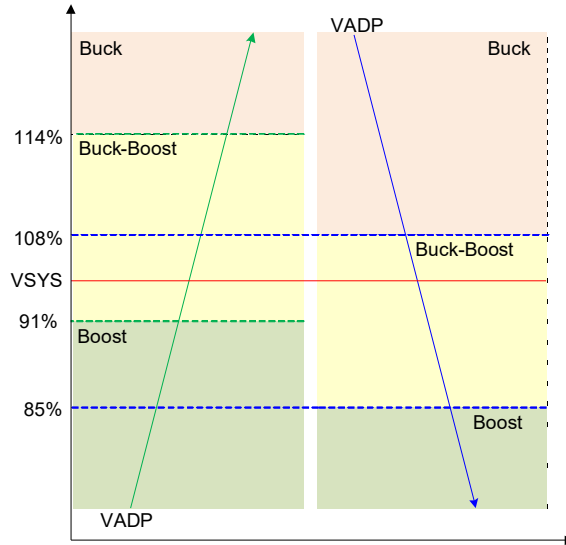 VADP
Buck
Buck
114%
Buck-Boost
108%
Buck-Boost
VSYS
91%
Boost
85%
Boost
VADP